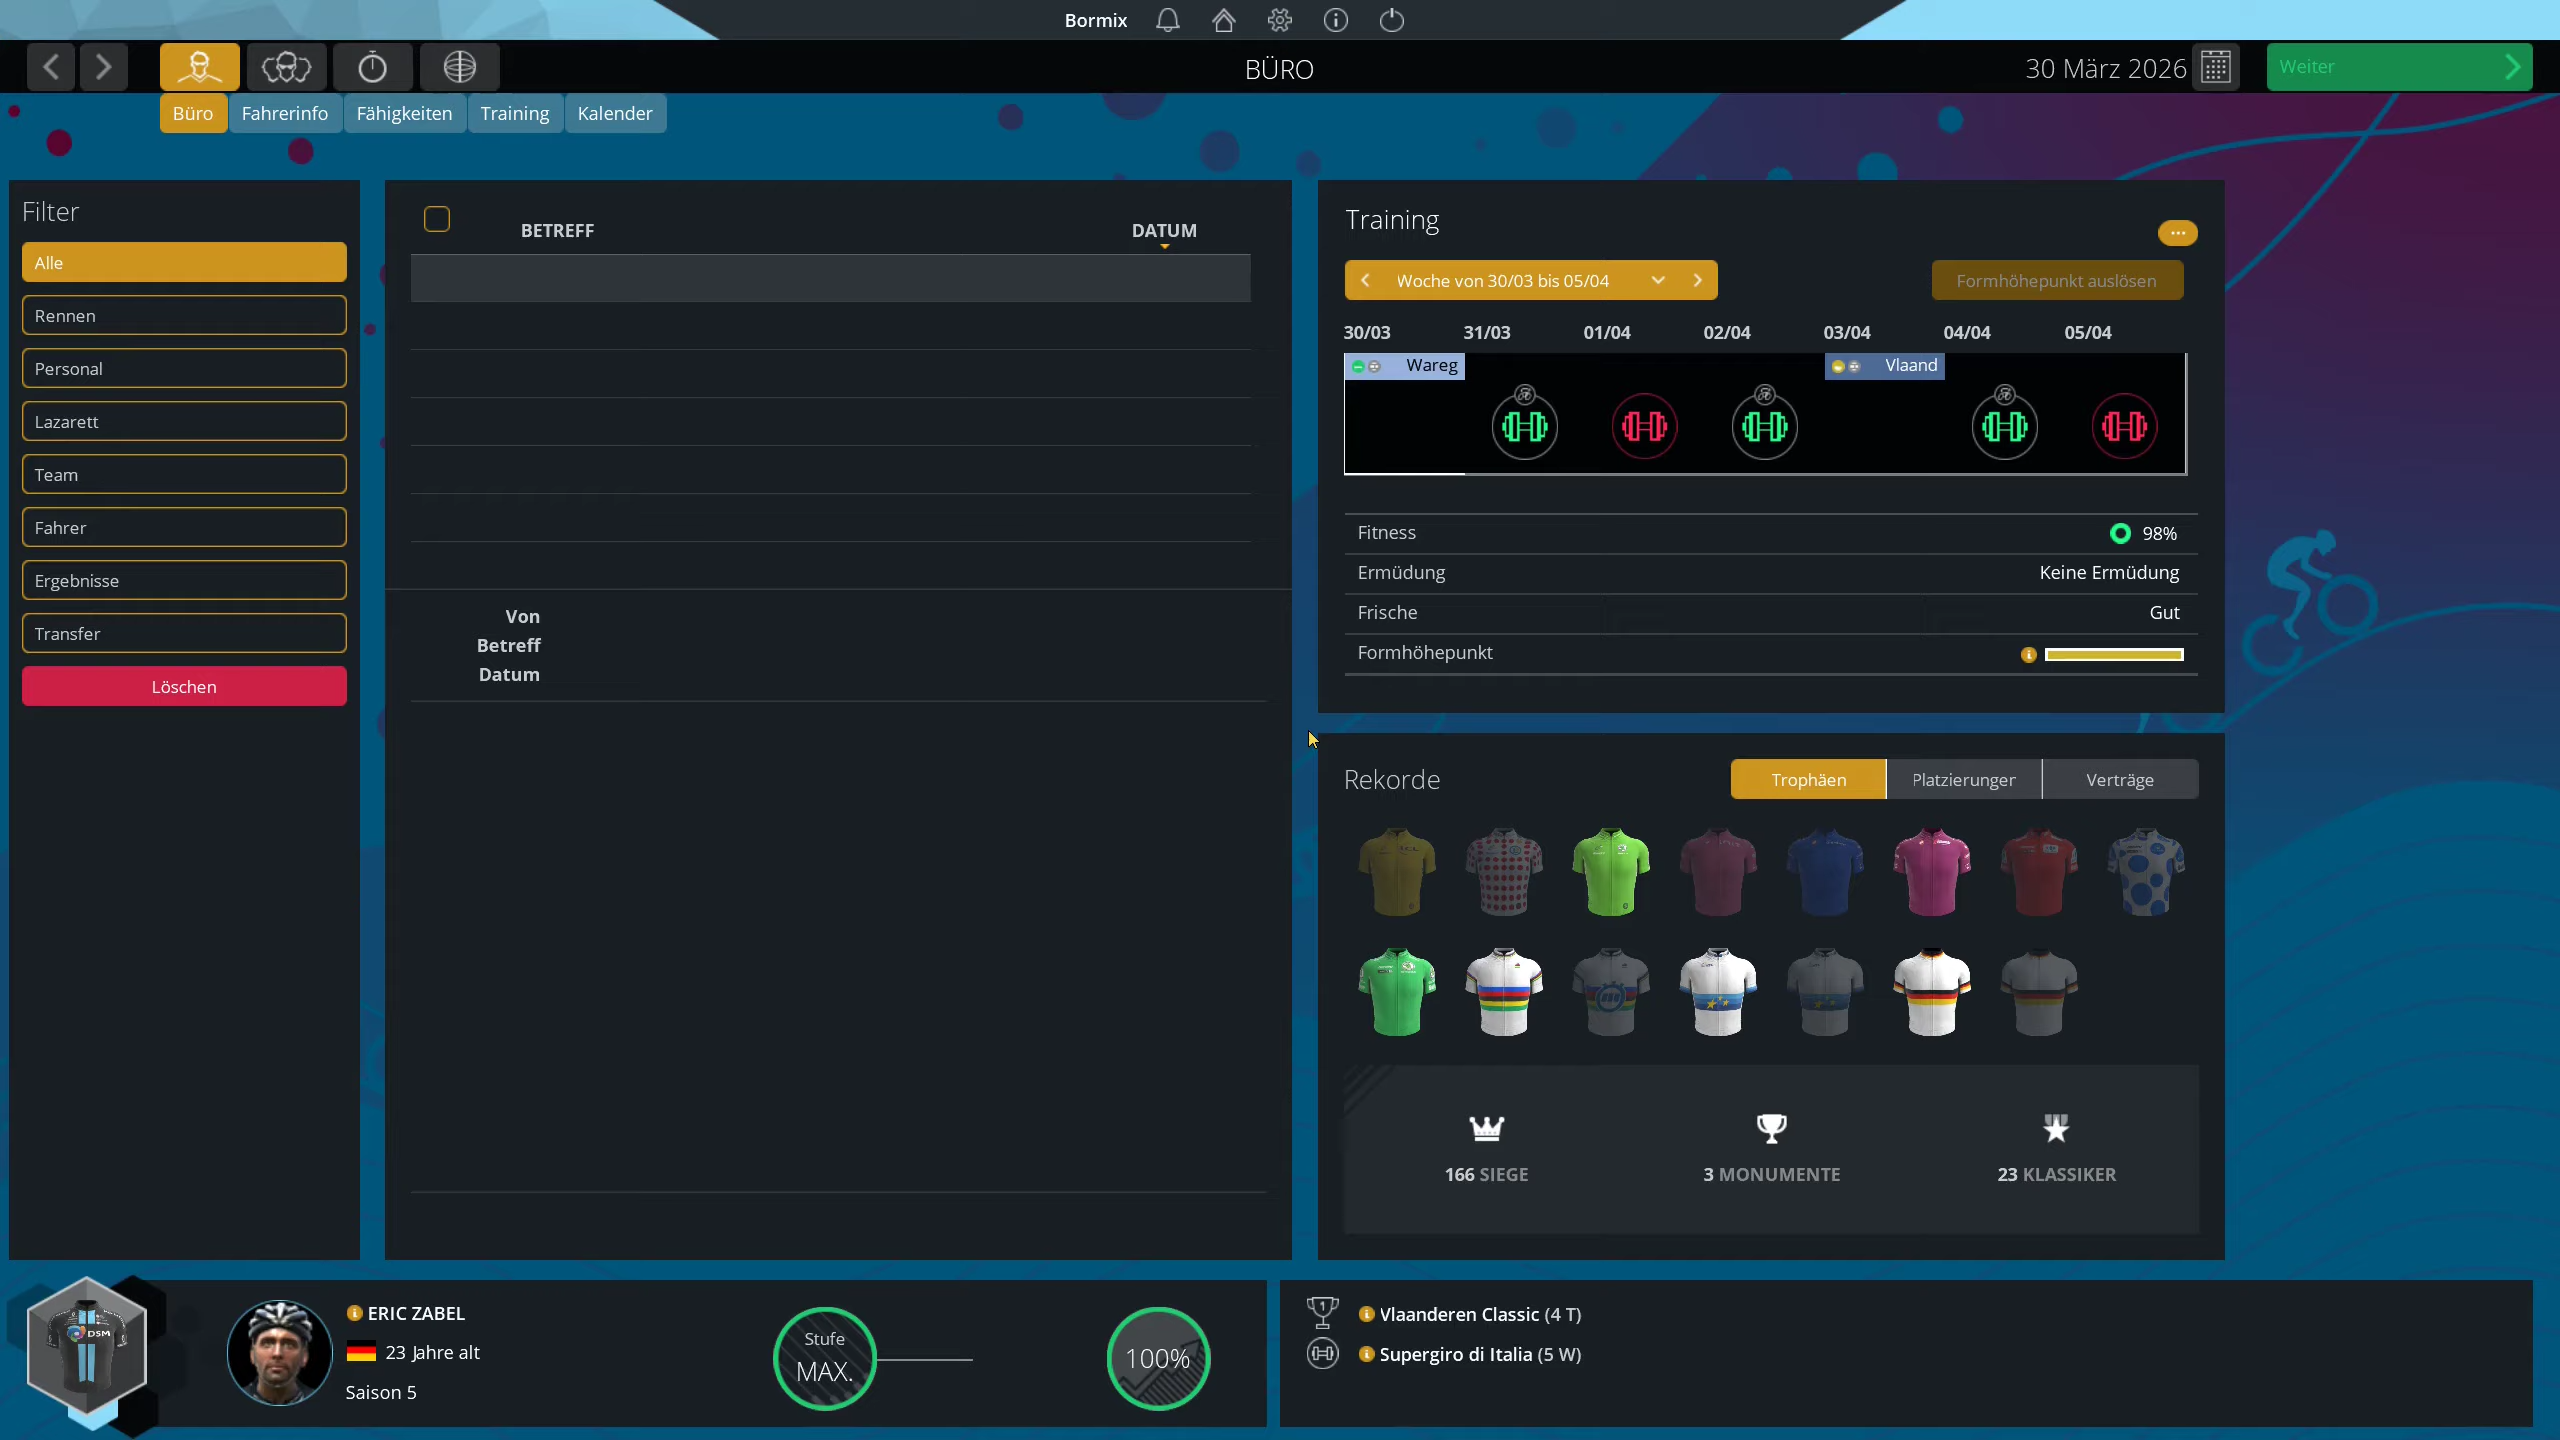 Bormix
BÜRO
30 März 2026
Weiter
Büro
Fahrerinfo
Fähigkeiten
Training
Kalender
Filter
Alle
Rennen
Personal
Lazarett
Team
Fahrer
Ergebnisse
Transfer
Löschen
BETREFF
DATUM
Von
Betreff
Datum
Training
Woche von 30/03 bis 05/04
Formhöhepunkt auslösen
30/03
31/03
01/04
02/04
03/04
04/04
05/04
Wareg
Vlaand
Fitness
98%
Ermüdung
Keine Ermüdung
Frische
Gut
Formhöhepunkt
Rekorde
Trophäen
Platzierunger
Verträge
166 SIEGE
3 MONUMENTE
23 KLASSIKER
DSM
ERIC ZABEL
23 Jahre alt
Saison 5
Stufe
MAX.
100%
Vlaanderen Classic (4 T)
Supergiro di Italia (5 W)